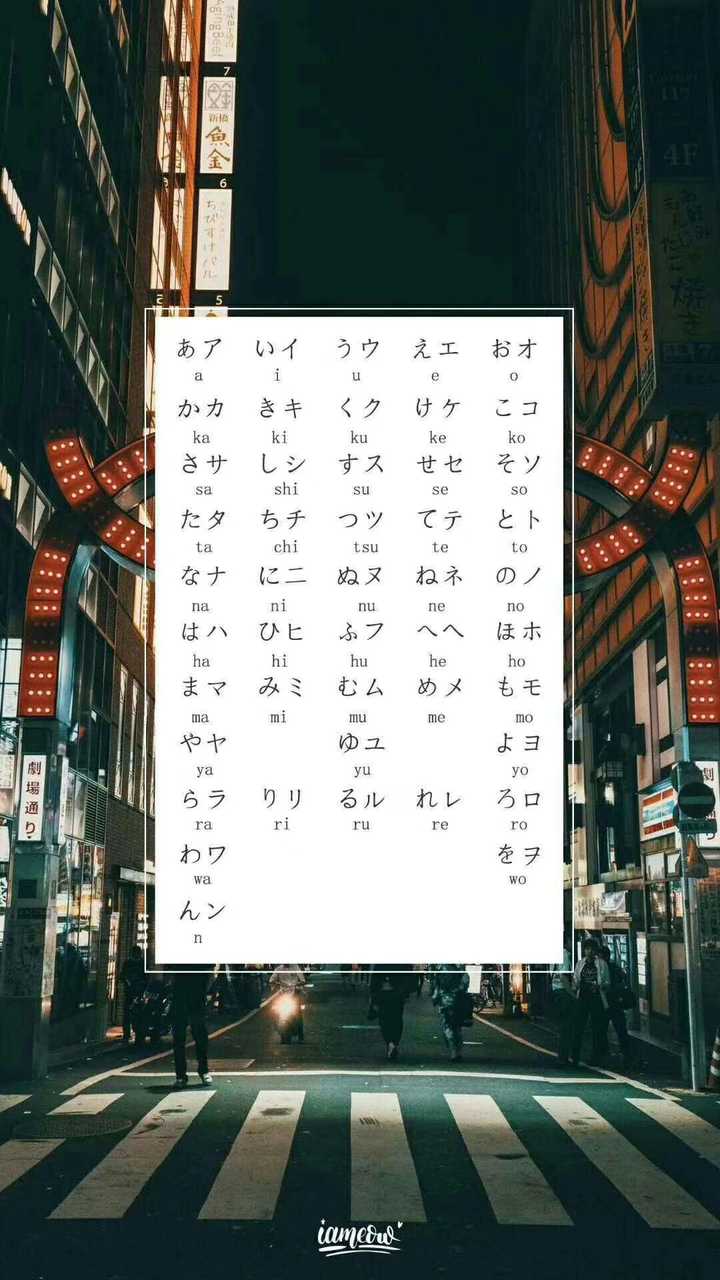 7
新橋
魚金
6
ちびすけバル
5
4F
焼き
あア いイ うウ えエ おオ
a i u e o
かカ きキ くク けケ こコ
ka ki ku ke ko
さサ しシ すス せセ そソ
sa shi su se so
たタ ちチ つツ てテ とト
ta chi tsu te to
なナ にニ ぬヌ ねネ のノ
na ni nu ne no
はハ ひヒ ふフ へヘ ほホ
ha hi hu he ho
まマ みミ むム めメ もモ
ma mi mu me mo
やヤ ゆユ よヨ
ya yu yo
らラ りリ るル れレ ろロ
ra ri ru re ro
わワ をヲ
wa wo
んン
n
劇場通り
iameow